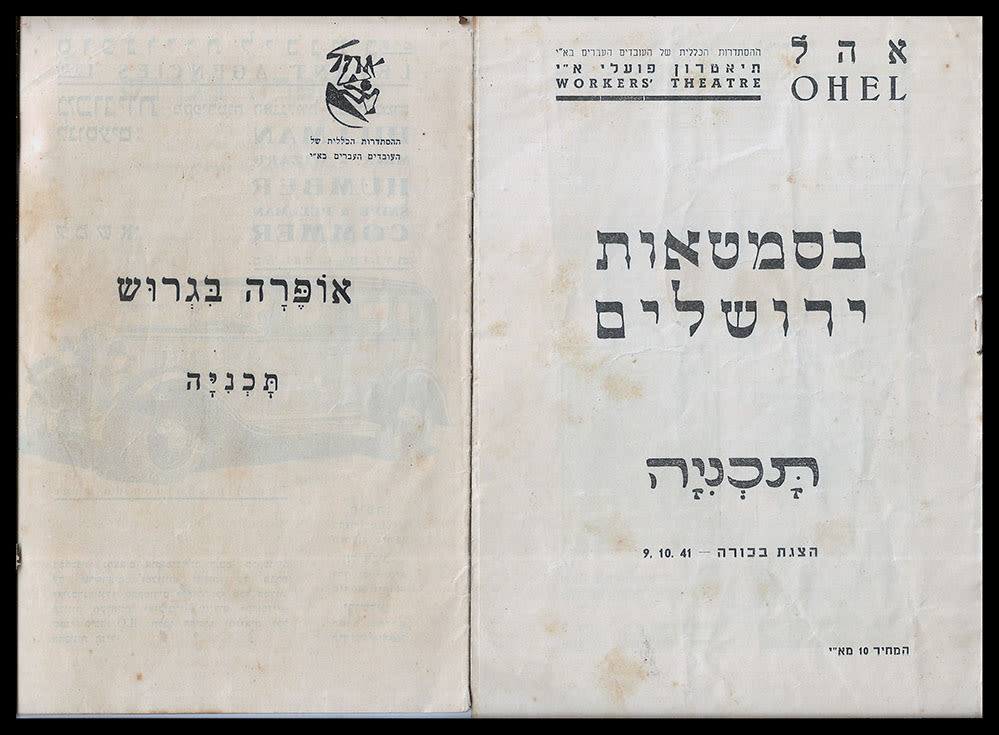 אהל
OHEL
ההסתדרות הכללית של העובדים העברים בא"י
תיאטרון פועלי א"י
WORKERS' THEATRE
בסמטאות
ירושלים
תָּכְנִיָּה
הצגת בכורה – 9. 10. 41
המחיר 10 מא"י
אהל
ההסתדרות הכללית של
העובדים העברים בא"י
אוֹפֶּרָה בִּגְרוּשׁ
תָּכְנִיָּה